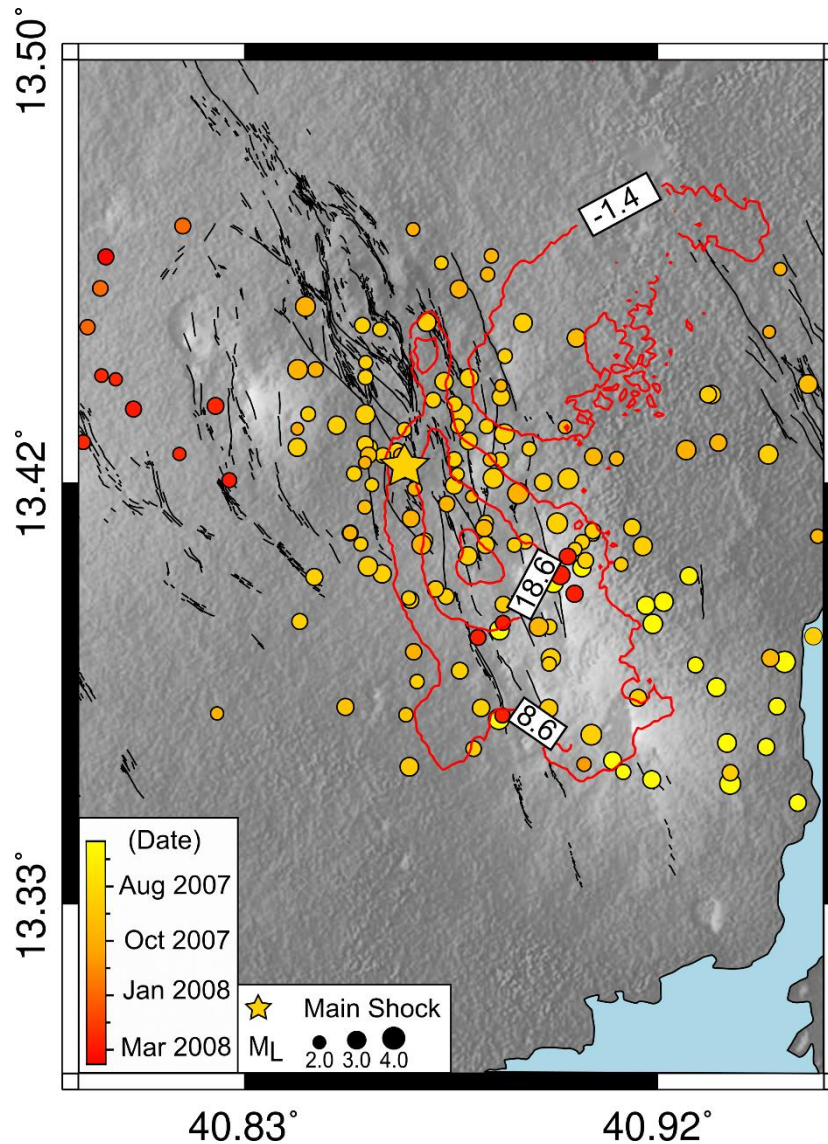 13.50°
-1.4
13.42°
18.6
8.6
(Date)
Aug 2007
Oct 2007
Jan 2008
Mar 2008
13.33°
Main Shock
ML
2.0 3.0 4.0
40.83°
40.92°